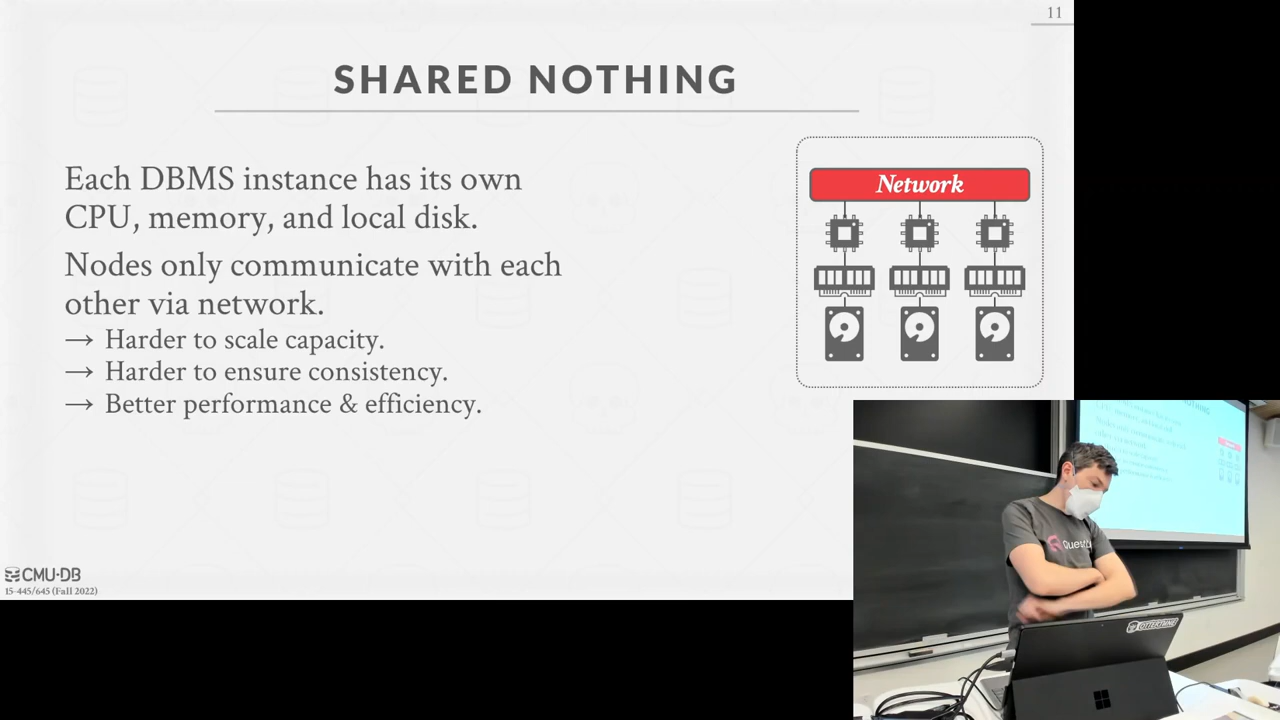 11
SHARED NOTHING
Each DBMS instance has its own
CPU, memory, and local disk.
Nodes only communicate with each
other via network.
→ Harder to scale capacity.
→ Harder to ensure consistency.
→ Better performance & efficiency.
Network
CMU·DB
15-445/645 (Fall 2022)